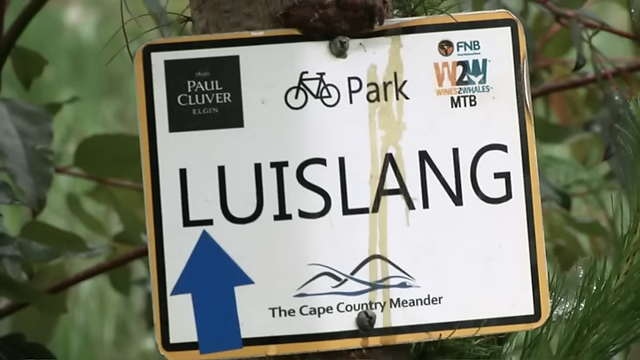 PAUL
CLUVER
ELGIN
Park
FNB
W2W
WINES2WHALES
MTB
LUISLANG
The Cape Country Meander